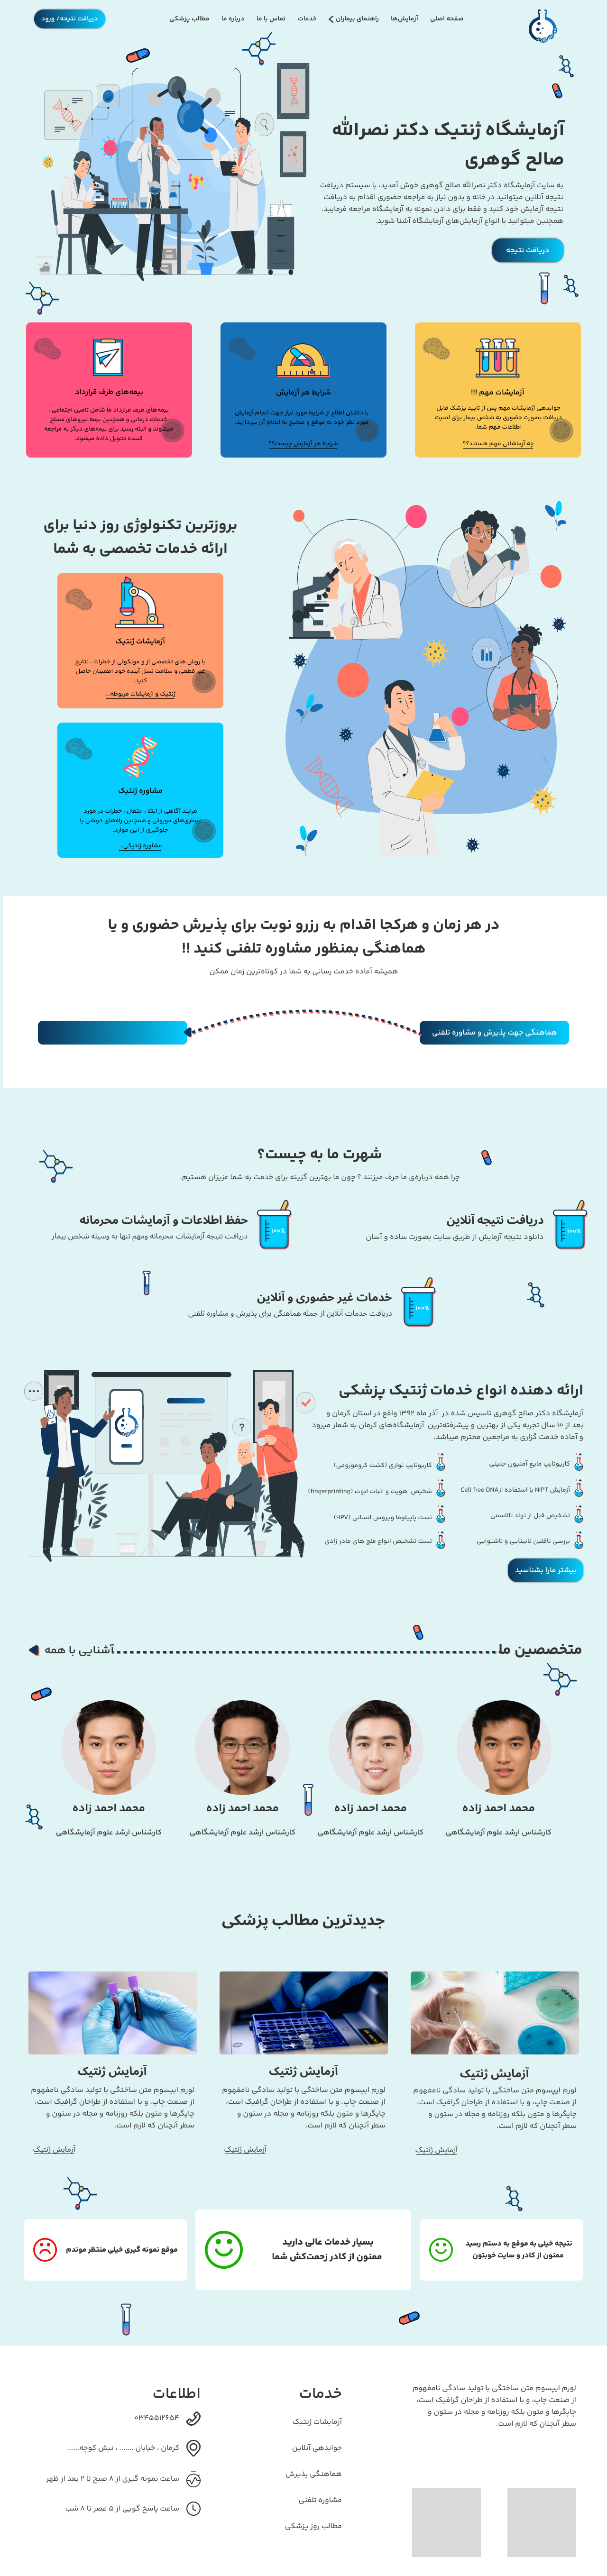 صفحه اصلی
آزمایش‌ها
راهنمای بیماران
خدمات
تماس با ما
درباره ما
مطالب پزشکی
دریافت نتیجه/ ورود
آزمایشگاه ژنتیک دکتر نصرالله
صالح گوهری
به سایت آزمایشگاه دکتر نصرالله صالح گوهری خوش آمدید، با سیستم دریافت
نتیجه آنلاین میتوانید در خانه و بدون نیاز به مراجعه حضوری اقدام به دریافت
نتیجه آزمایش خود کنید و فقط برای دادن نمونه به آزمایشگاه مراجعه فرمایید.
همچنین میتوانید با انواع آزمایش‌های آزمایشگاه آشنا شوید.
دریافت نتیجه
آزمایشات مهم !!!
جوابدهی آزمایشات مهم پس از تایید پزشک قابل
دریافت بصورت حضوری به شخص بیمار برای امنیت
اطلاعات مهم شما.
چه آزماشاتی مهم هستند؟؟
شرایط هر آزمایش
با داشتن اطلاع از شرایط مورد نیاز جهت انجام آزمایش
مورد نظر خود به موقع و صحیح به انجام آن بپردازید.
شرایط هر آزمایش چیست؟؟
بیمه‌های طرف قرارداد
بیمه‌های طرف قرارداد ما شامل تامین اجتماعی ،
خدمات درمانی و همچنین بیمه نیروهای مسلح
میشوند و البته رسید برای بیمه‌های دیگر به مراجعه
کننده تحویل داده میشود.
بروزترین تکنولوژی روز دنیا برای
ارائه خدمات تخصصی به شما
آزمایشات ژنتیک
با روش های تخصصی از و مولکولی از خطرات ، نتایج
غیر قطعی و سلامت نسل آینده خود اطمینان حاصل
کنید.
ژنتیک و آزمایشات مربوطه...
مشاوره ژنتیک
فرایند آگاهی از ابتلا ، انتقال ، خطرات در مورد
بیماری‌های موروثی و همچنین راه‌های درمانی یا
جلوگیری از این موارد.
مشاوره ژنتیکی...
در هر زمان و هرکجا اقدام به رزرو نوبت برای پذیرش حضوری و یا
هماهنگی بمنظور مشاوره تلفنی کنید !!
همیشه آماده خدمت رسانی به شما در کوتاه‌ترین زمان ممکن
هماهنگی جهت پذیرش و مشاوره تلفنی
شهرت ما به چیست؟
چرا همه درباره‌ی ما حرف میزنند ؟ چون ما بهترین گزینه برای خدمت به شما عزیزان هستیم.
۱۰۰%
دریافت نتیجه آنلاین
دانلود نتیجه آزمایش از طریق سایت بصورت ساده و آسان
۱۰۰%
حفظ اطلاعات و آزمایشات محرمانه
دریافت نتیجه آزمایشات محرمانه ومهم تنها به وسیله شخص بیمار
۱۰۰%
خدمات غیر حضوری و آنلاین
دریافت خدمات آنلاین از جمله هماهنگی برای پذیرش و مشاوره تلفنی
ارائه دهنده انواع خدمات ژنتیک پزشکی
آزمایشگاه دکتر صالح گوهری تاسیس شده در  آذر ماه ۱۳۹۲ واقع در استان کرمان و
بعد از ۱۰ سال تجربه یکی از بهترین و پیشرفته‌ترین  آزمایشگاه‌های کرمان به شمار میرود
و آماده خدمت گزاری به مراجعین محترم میباشد.
کاریوتایپ مایع آمنیون جنینی
کاریوتایپ نواری (کشت کروموزومی)
آزمایش NIPT با استفاده ازCell free DNA
شخیص  هویت و اثبات ابوت (fingerprinting)
تشخیص قبل از تولد تالاسمی
تست پاپیلوما ویروس انسانی (HPV)
بررسی ناقلین نابینایی و ناشنوایی
تست تشخیص انواع فلج های مادر زادی
بیشتر مارا بشناسید
متخصصین ما
آشنایی با همه
محمد احمد زاده
محمد احمد زاده
محمد احمد زاده
محمد احمد زاده
کارشناس ارشد علوم آزمایشگاهی
کارشناس ارشد علوم آزمایشگاهی
کارشناس ارشد علوم آزمایشگاهی
کارشناس ارشد علوم آزمایشگاهی
جدیدترین مطالب پزشکی
آزمایش ژنتیک
لورم ایپسوم متن ساختگی با تولید سادگی نامفهوم
از صنعت چاپ، و با استفاده از طراحان گرافیک است،
چاپگرها و متون بلکه روزنامه و مجله در ستون و
سطر آنچنان که لازم است.
آزمایش ژنتیک
آزمایش ژنتیک
لورم ایپسوم متن ساختگی با تولید سادگی نامفهوم
از صنعت چاپ، و با استفاده از طراحان گرافیک است،
چاپگرها و متون بلکه روزنامه و مجله در ستون و
سطر آنچنان که لازم است.
آزمایش ژنتیک
آزمایش ژنتیک
لورم ایپسوم متن ساختگی با تولید سادگی نامفهوم
از صنعت چاپ، و با استفاده از طراحان گرافیک است،
چاپگرها و متون بلکه روزنامه و مجله در ستون و
سطر آنچنان که لازم است.
آزمایش ژنتیک
نتیجه خیلی به موقع به دستم رسید
ممنون از کادر و سایت خوبتون
بسیار خدمات عالی دارید
ممنون از کادر زحمت‌کش شما
موقع نمونه گیری خیلی منتظر موندم
لورم ایپسوم متن ساختگی با تولید سادگی نامفهوم
از صنعت چاپ، و با استفاده از طراحان گرافیک است،
چاپگرها و متون بلکه روزنامه و مجله در ستون و
سطر آنچنان که لازم است.
خدمات
آزمایشات ژنتیک
جوابدهی آنلاین
هماهنگی پذیرش
مشاوره تلفنی
مطالب روز پزشکی
اطلاعات
۰۳۴۵۵۱۲۶۵۴
کرمان ، خیابان ....... ، نبش کوچه......
ساعت نمونه گیری از ۸ صبح تا ۲ بعد از ظهر
ساعت پاسخ گویی از ۵ عصر تا ۸ شب